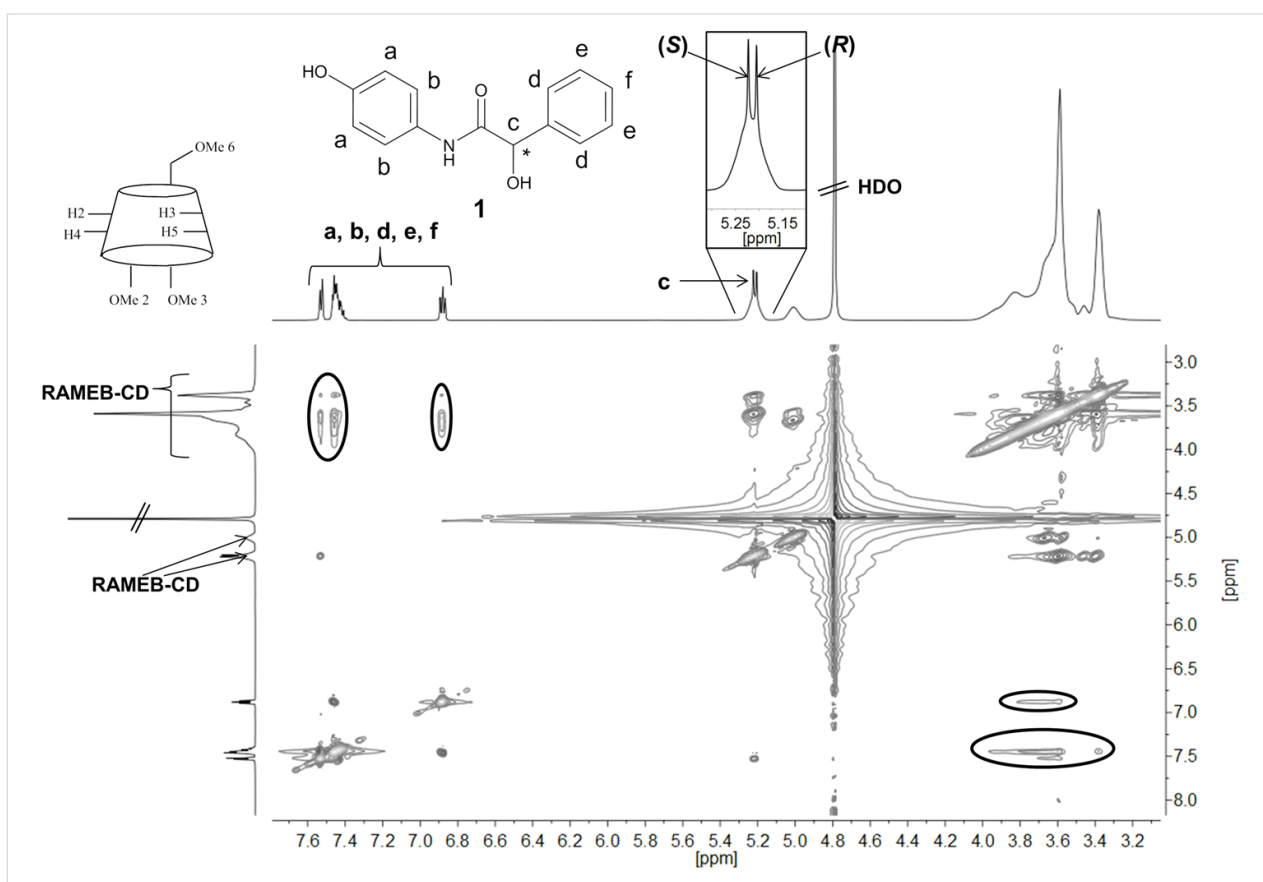 (S)
(R)
HO
a
a
b
b
N
H
O
c
*
OH
d
d
e
e
f
1
OMe 6
H2
H4
H3
H5
OMe 2
OMe 3
5.25 5.15
[ppm]
HDO
a, b, d, e, f
c
RAMEB-CD
RAMEB-CD
3.0
3.5
4.0
4.5
5.0
5.5
6.0
6.5
7.0
7.5
8.0
[ppm]
7.6 7.4 7.2 7.0 6.8 6.6 6.4 6.2 6.0 5.8 5.6 5.4 5.2 5.0 4.8 4.6 4.4 4.2 4.0 3.8 3.6 3.4 3.2
[ppm]